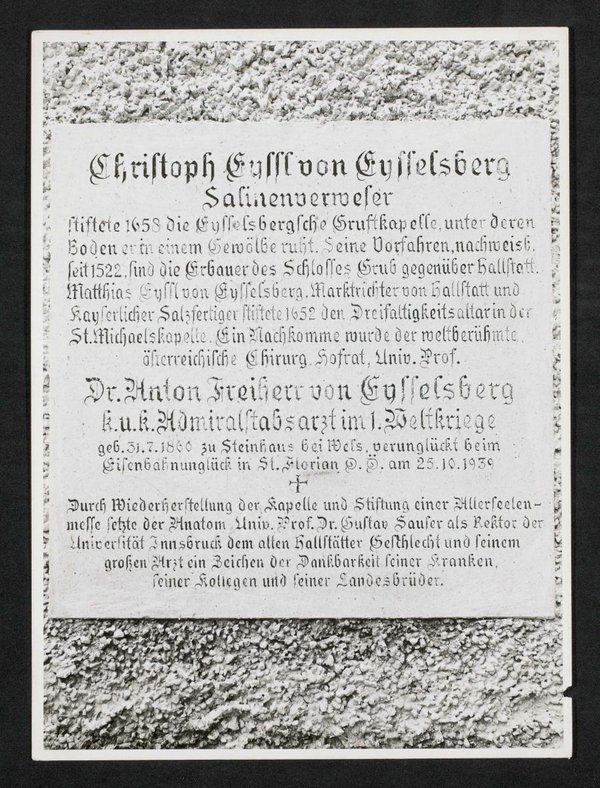 Christoph Eyssl von Eysselsberg
Salinenverweser
stiftete 1658 die Eysselsbergsche Gruftkapelle, unter deren
Boden er in einem Gewölbe ruht. Seine Vorfahren, nachweisb.
seit 1522, sind die Erbauer des Schlosses Grub gegenüber Hallstatt.
Matthias Eyssl von Eysselsberg, Marktrichter von Hallstatt und
Kayserlicher Salzfertiger stiftete 1652 den Dreifaltigkeitsaltar in der
St. Michaelskapelle. Ein Nachkomme wurde der weltberühmte,
österreichische Chirurg, Hofrat, Univ. Prof.
Dr. Anton Freiherr von Eysselsberg
k.u.k. Admiralstabsarzt im 1. Weltkriege
geb. 31.7.1860 zu Steinhaus bei Wels, verunglückt beim
Eisenbahnunglück in St. Florian O.Ö. am 25.10.1939
Durch Wiederherstellung der Kapelle und Stiftung einer Allerseelen-
messe setzte der Anatom, Univ. Prof. Dr. Gustav Sauser als Rektor der
Universität Innsbruck dem alten Hallstätter Geschlecht und seinem
großen Arzt ein Zeichen der Dankbarkeit seiner Kranken,
seiner Kollegen und seiner Landesbrüder.